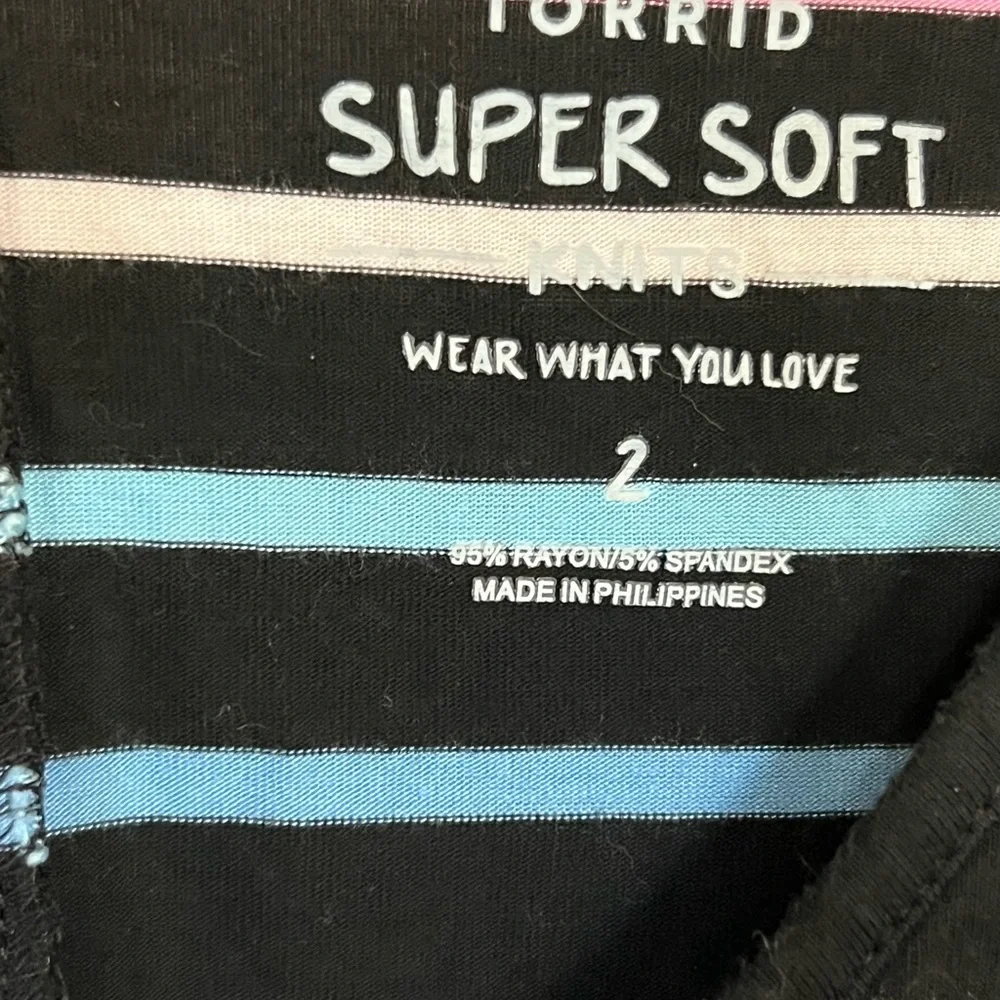 TORRID
SUPER SOFT
KNITS
WEAR WHAT YOU LOVE
2
95% RAYON/5% SPANDEX
MADE IN PHILIPPINES